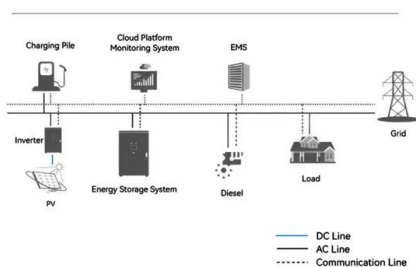 Charging Pile
Cloud Platform
Monitoring System
EMS
Grid
Inverter
PV
Energy Storage System
Diesel
Load
DC Line
AC Line
Communication Line